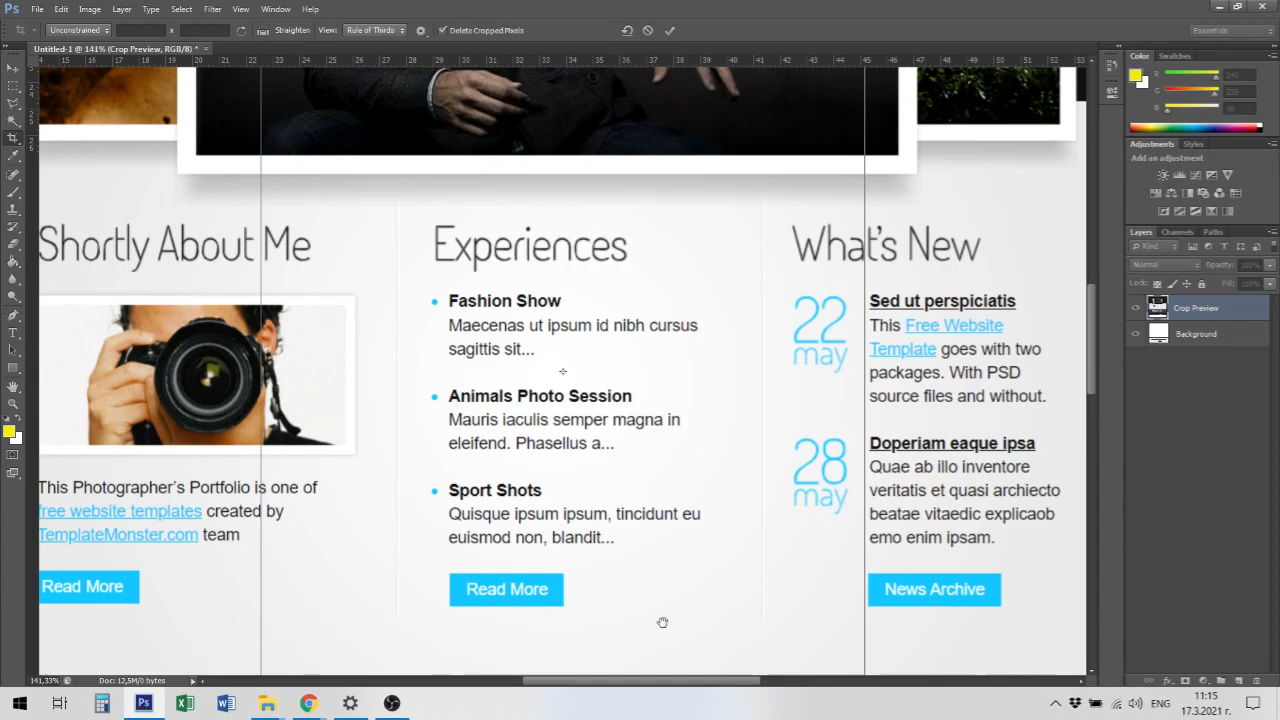 Ps File Edit Image Layer Type Select Filter View Window Help
Unconstrained x Straighten View: Rule of Thirds Delete Cropped Pixels Essentials
Untitled-1 @ 141% (Crop Preview, RGB/8) * ×
Color Swatches
R
G
B
Adjustments Styles
Add an adjustment
Layers Channels Paths
Kind
Normal Opacity: 100%
Lock: Fill: 100%
Crop Preview
Background
Shortly About Me
This Photographer's Portfolio is one of
free website templates created by
TemplateMonster.com team
Read More
Experiences
Fashion Show
Maecenas ut ipsum id nibh cursus
sagittis sit...
Animals Photo Session
Mauris iaculis semper magna in
eleifend. Phasellus a...
Sport Shots
Quisque ipsum ipsum, tincidunt eu
euismod non, blandit...
Read More
What's New
22
may
Sed ut perspiciatis
This Free Website
Template goes with two
packages. With PSD
source files and without.
28
may
Doperiam eaque ipsa
Quae ab illo inventore
veritatis et quasi archiecto
beatae vitaedic explicaob
emo enim ipsam.
News Archive
141,33% Doc: 12,5M/0 bytes
ENG
11:15
17.3.2021 г.